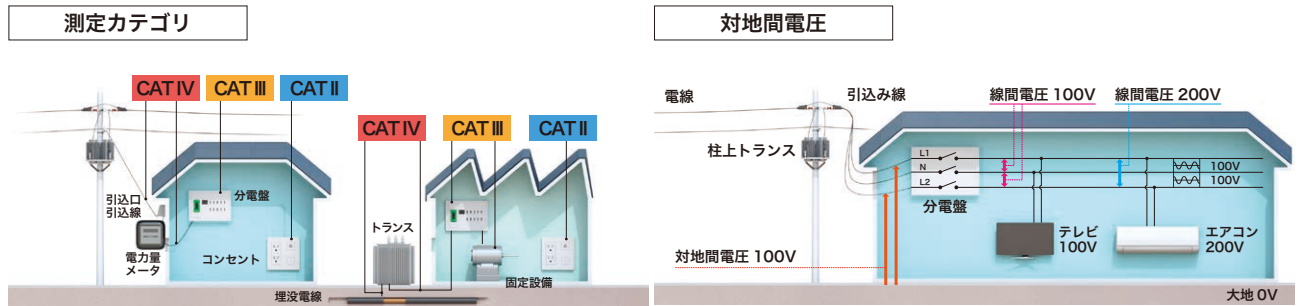 測定カテゴリ
CAT Ⅳ
CAT Ⅲ
CAT Ⅱ
CAT Ⅳ
CAT Ⅲ
CAT Ⅱ
引込口
引込線
分電盤
電力量
メータ
コンセント
トランス
固定設備
埋没電線
対地間電圧
電線
引込み線
線間電圧 100V
線間電圧 200V
柱上トランス
L1
N
L2
100V
100V
分電盤
テレビ
100V
エアコン
200V
対地間電圧 100V
大地 0V